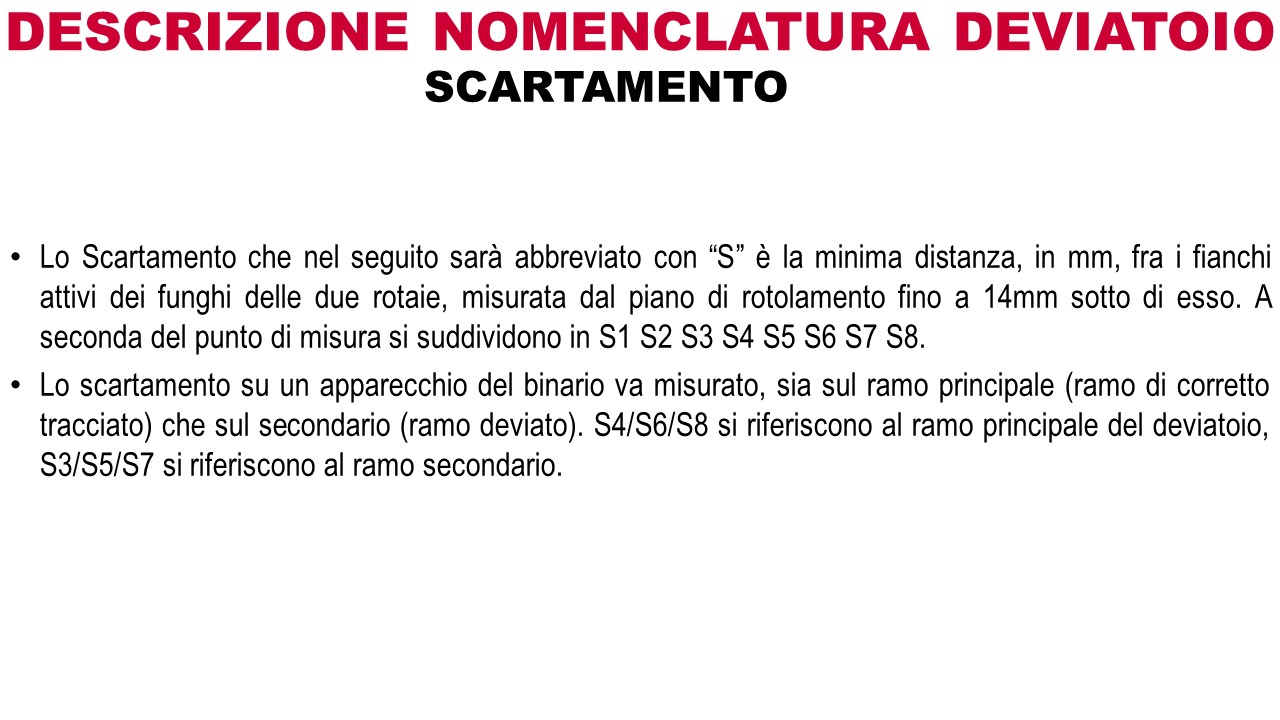 DESCRIZIONE NOMENCLATURA DEVIATOIO
SCARTAMENTO
• Lo Scartamento che nel seguito sarà abbreviato con “S” è la minima distanza, in mm, fra i fianchi
attivi dei funghi delle due rotaie, misurata dal piano di rotolamento fino a 14mm sotto di esso. A
seconda del punto di misura si suddividono in S1 S2 S3 S4 S5 S6 S7 S8.
• Lo scartamento su un apparecchio del binario va misurato, sia sul ramo principale (ramo di corretto
tracciato) che sul secondario (ramo deviato). S4/S6/S8 si riferiscono al ramo principale del deviatoio,
S3/S5/S7 si riferiscono al ramo secondario.